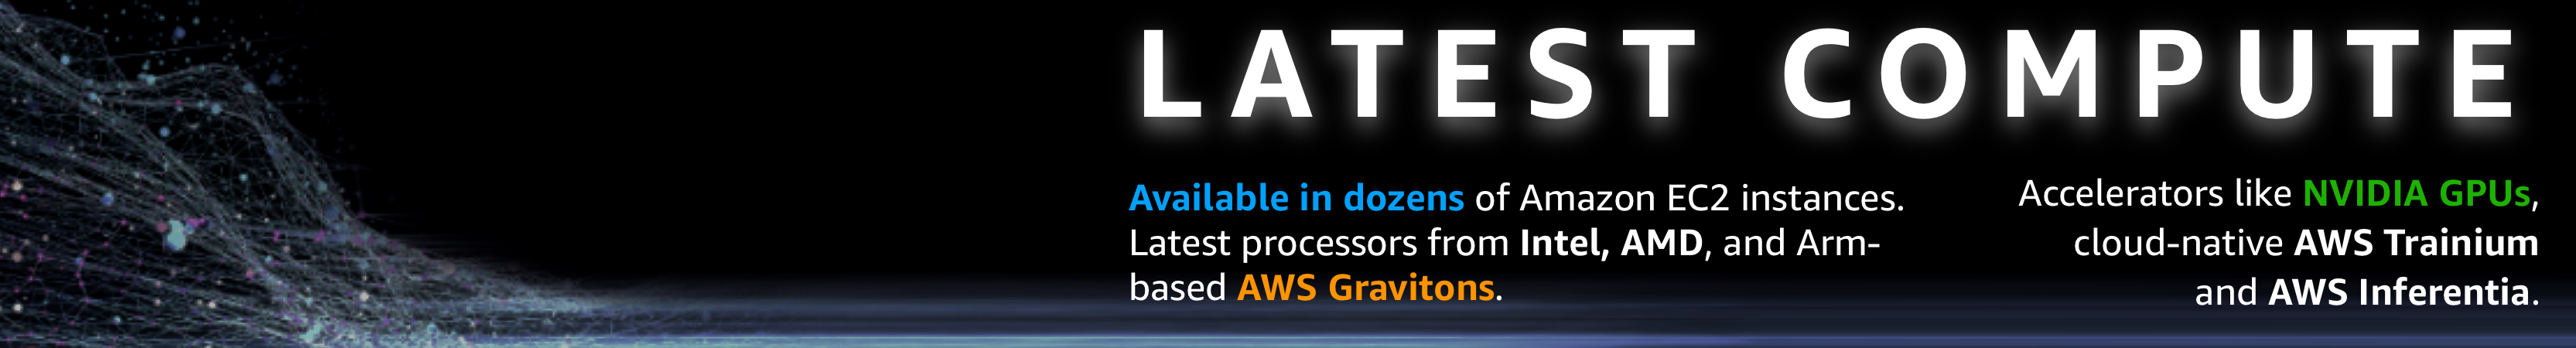 LATEST COMPUTE
Available in dozens of Amazon EC2 instances.
Latest processors from Intel, AMD, and Arm-
based AWS Gravitons.
Accelerators like NVIDIA GPUs,
cloud-native AWS Trainium
and AWS Inferentia.